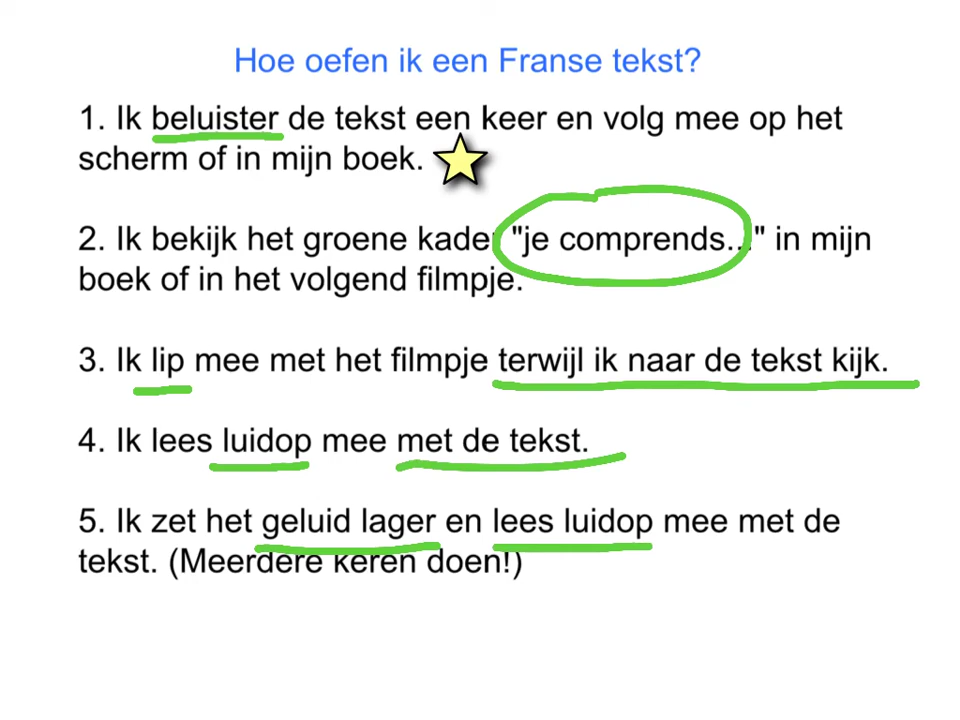 Hoe oefen ik een Franse tekst?
1. Ik beluister de tekst een keer en volg mee op het
scherm of in mijn boek.
2. Ik bekijk het groene kader "je comprends..." in mijn
boek of in het volgend filmpje.
3. Ik lip mee met het filmpje terwijl ik naar de tekst kijk.
4. Ik lees luidop mee met de tekst.
5. Ik zet het geluid lager en lees luidop mee met de
tekst. (Meerdere keren doen!)